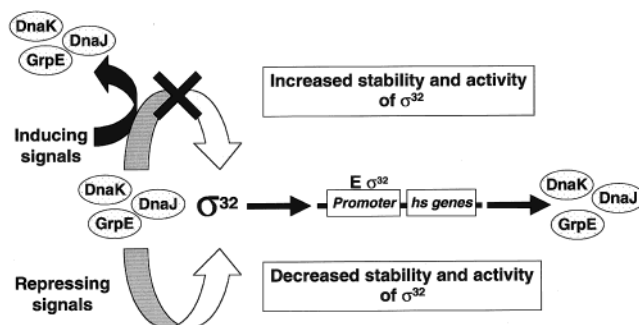 DnaK
DnaJ
GrpE
Increased stability and activity
of σ³²
Inducing
signals
DnaK
DnaJ
GrpE
σ³²
E σ³²
Promoter
hs genes
DnaK
DnaJ
GrpE
Repressing
signals
Decreased stability and activity
of σ³²